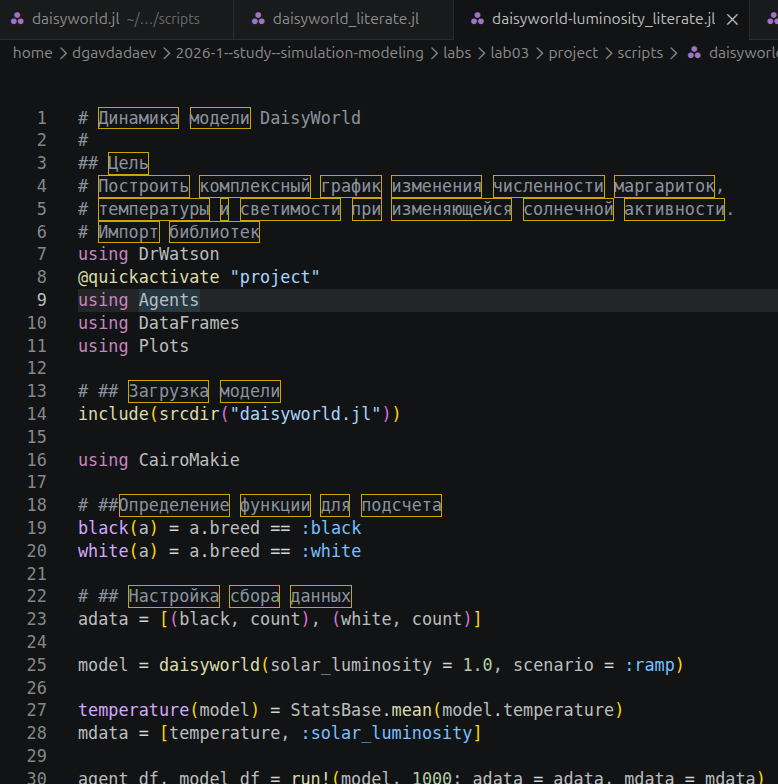 daisyworld.jl ~/.../scripts daisyworld_literate.jl daisyworld-luminosity_literate.jl
home > dgavdadaev > 2026-1--study--simulation-modeling > labs > lab03 > project > scripts >
1 # Динамика модели DaisyWorld
2 #
3 ## Цель
4 # Построить комплексный график изменения численности маргариток,
5 # температуры и светимости при изменяющейся солнечной активности.
6 # Импорт библиотек
7 using DrWatson
8 @quickactivate "project"
9 using Agents
10 using DataFrames
11 using Plots
12
13 # ## Загрузка модели
14 include(srcdir("daisyworld.jl"))
15
16 using CairoMakie
17
18 # ##Определение функции для подсчета
19 black(a) = a.breed == :black
20 white(a) = a.breed == :white
21
22 # ## Настройка сбора данных
23 adata = [(black, count), (white, count)]
24
25 model = daisyworld(solar_luminosity = 1.0, scenario = :ramp)
26
27 temperature(model) = StatsBase.mean(model.temperature)
28 mdata = [temperature, :solar_luminosity]
29
30 agent_df, model_df = run!(model, 1000; adata = adata, mdata = mdata)